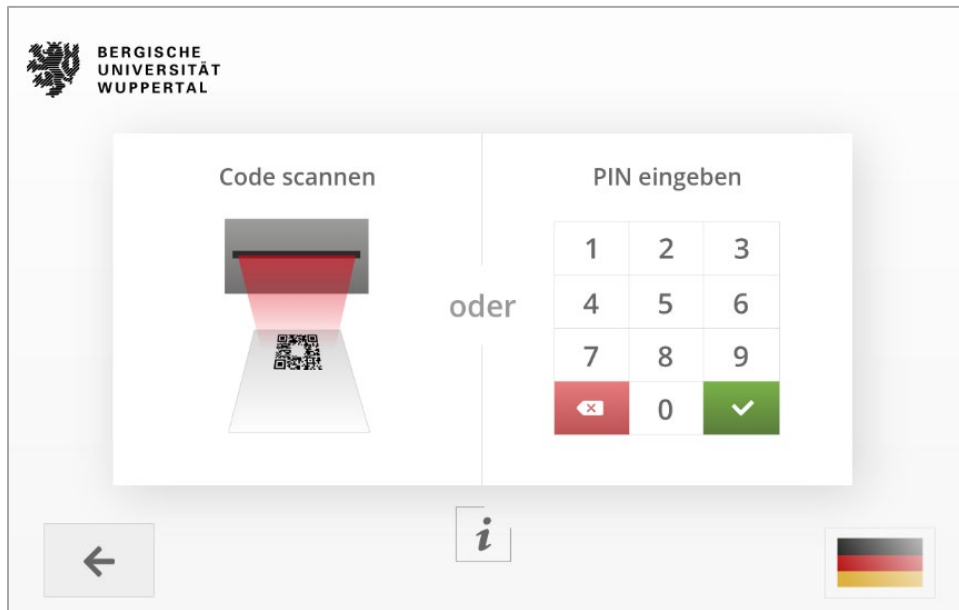 BERGISCHE
UNIVERSITÄT
WUPPERTAL
Code scannen
oder
PIN eingeben
1 2 3
4 5 6
7 8 9
0
i